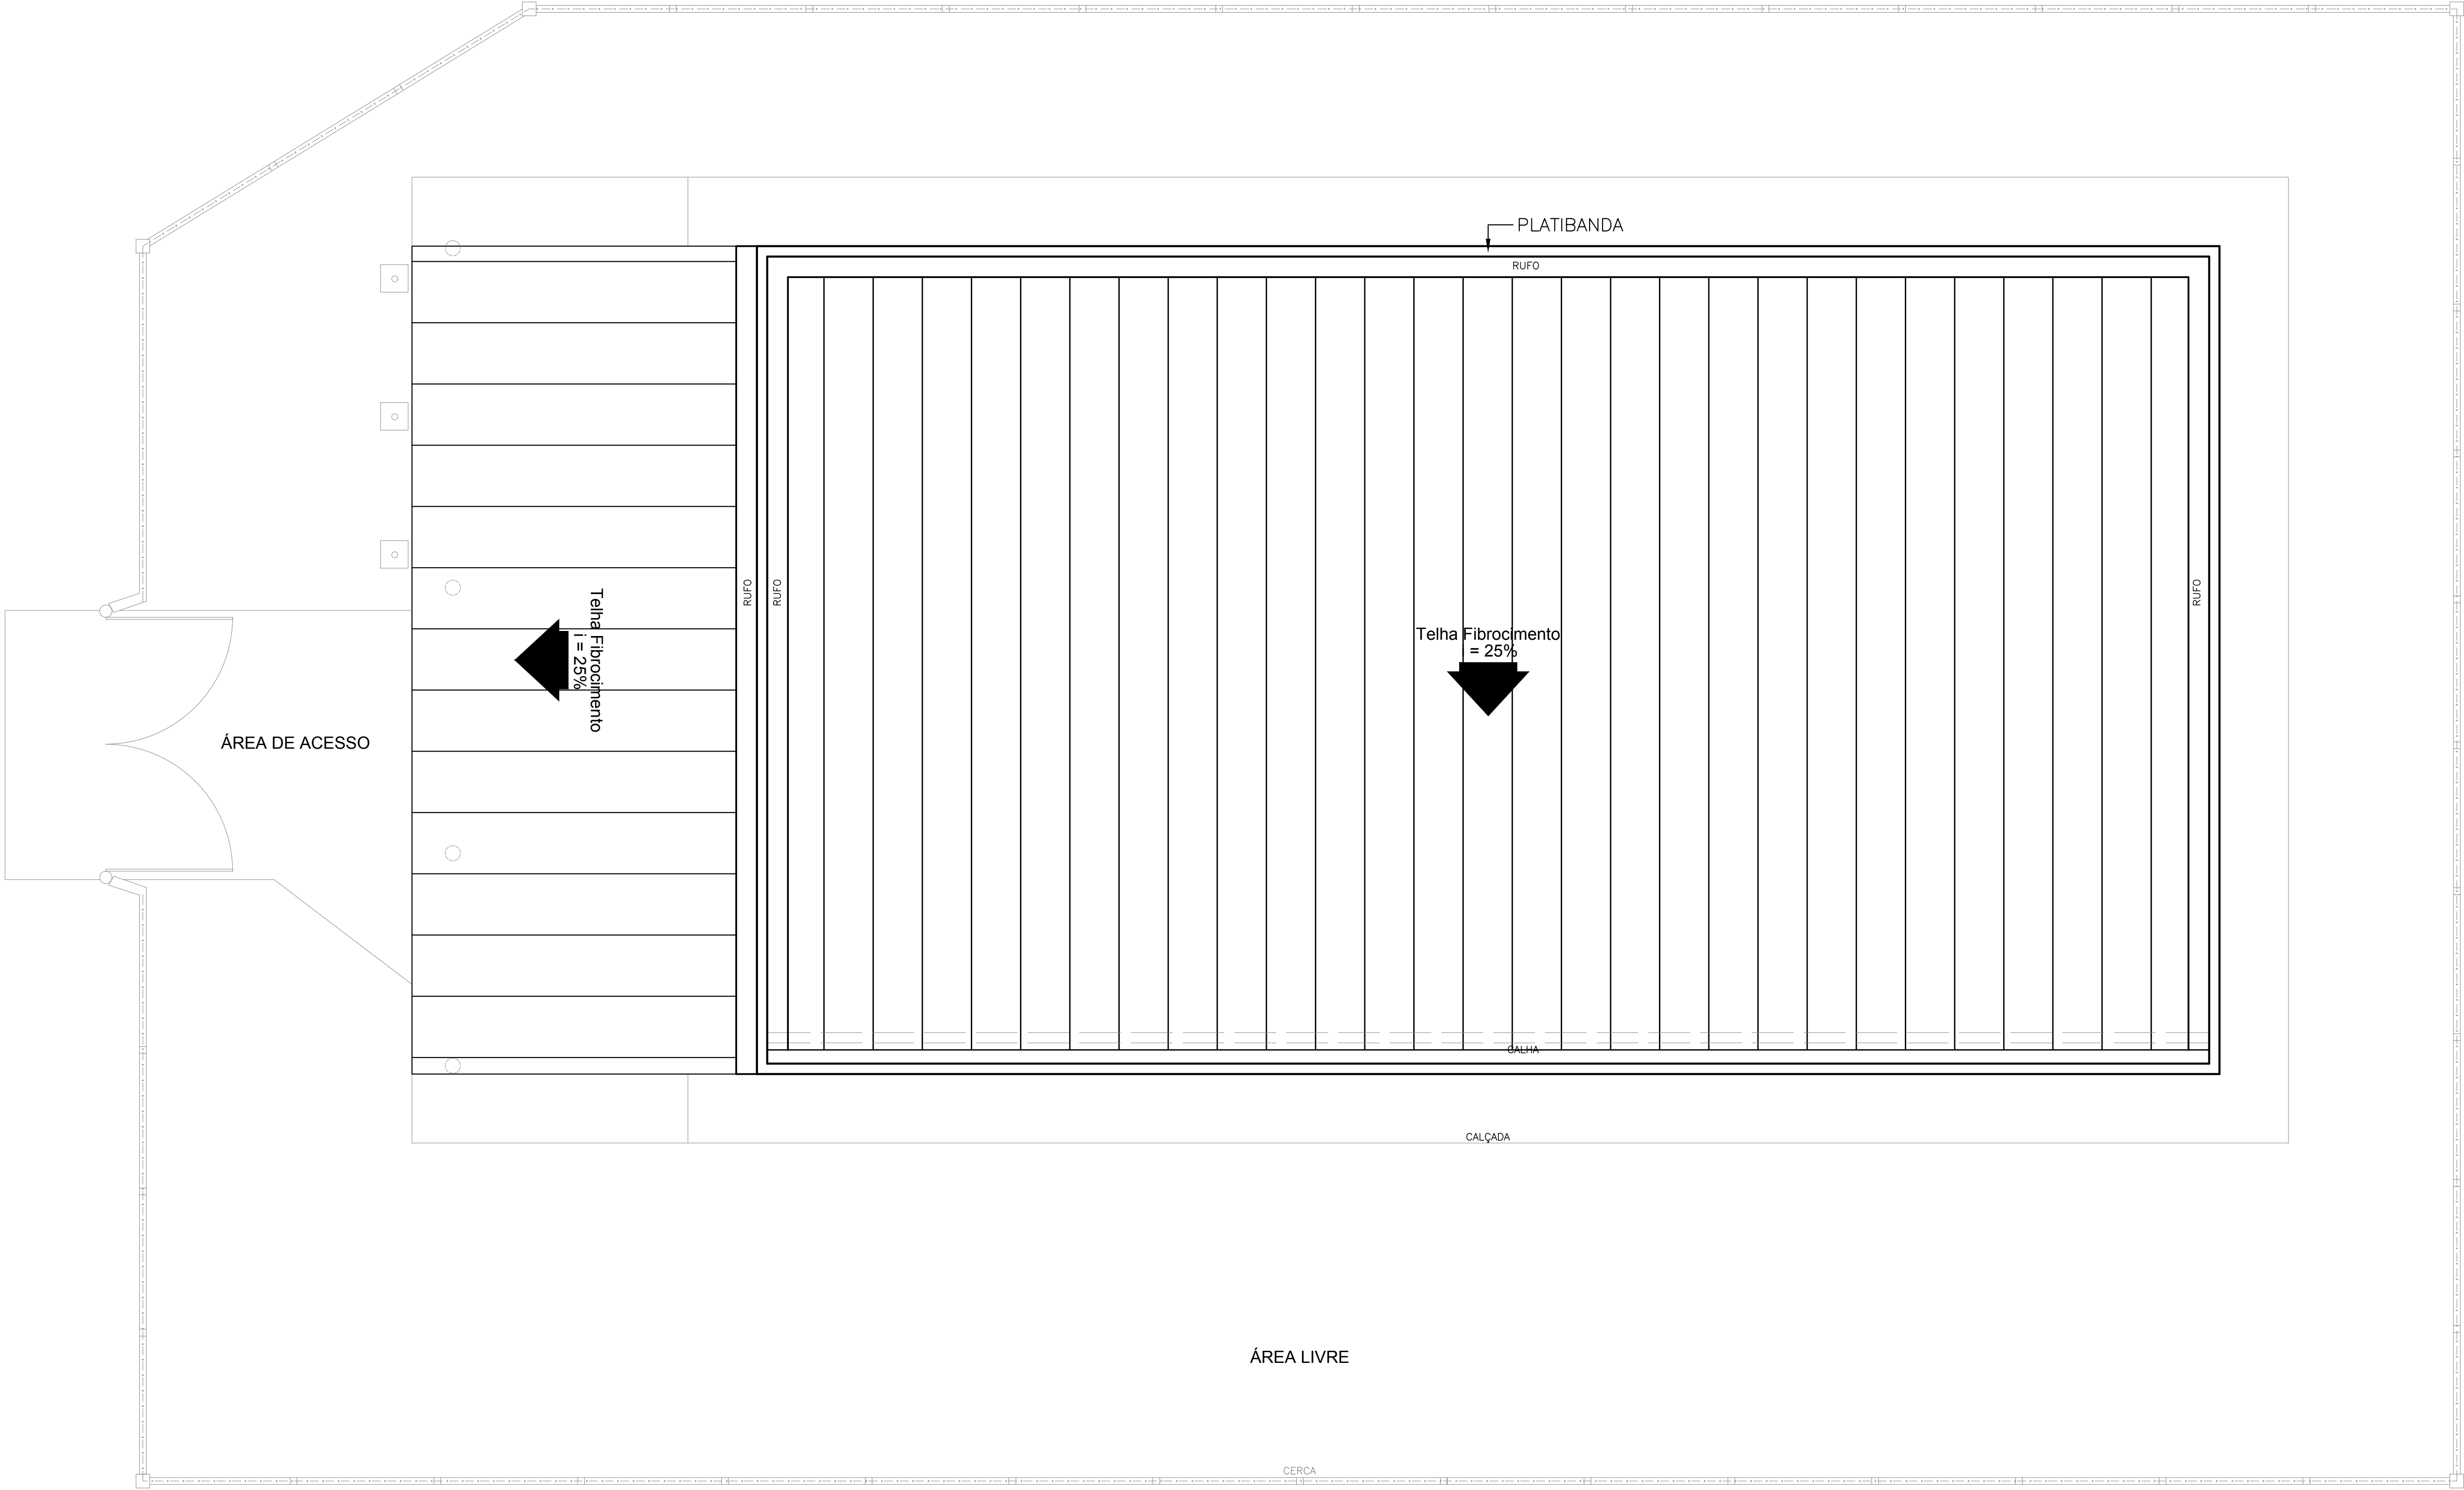 PLATIBANDA
RUFO
RUFO
RUFO
RUFO
Telha Fibrocimento
i = 25%
Telha Fibrocimento
i = 25%
ÁREA DE ACESSO
CALHA
CALÇADA
ÁREA LIVRE
CERCA